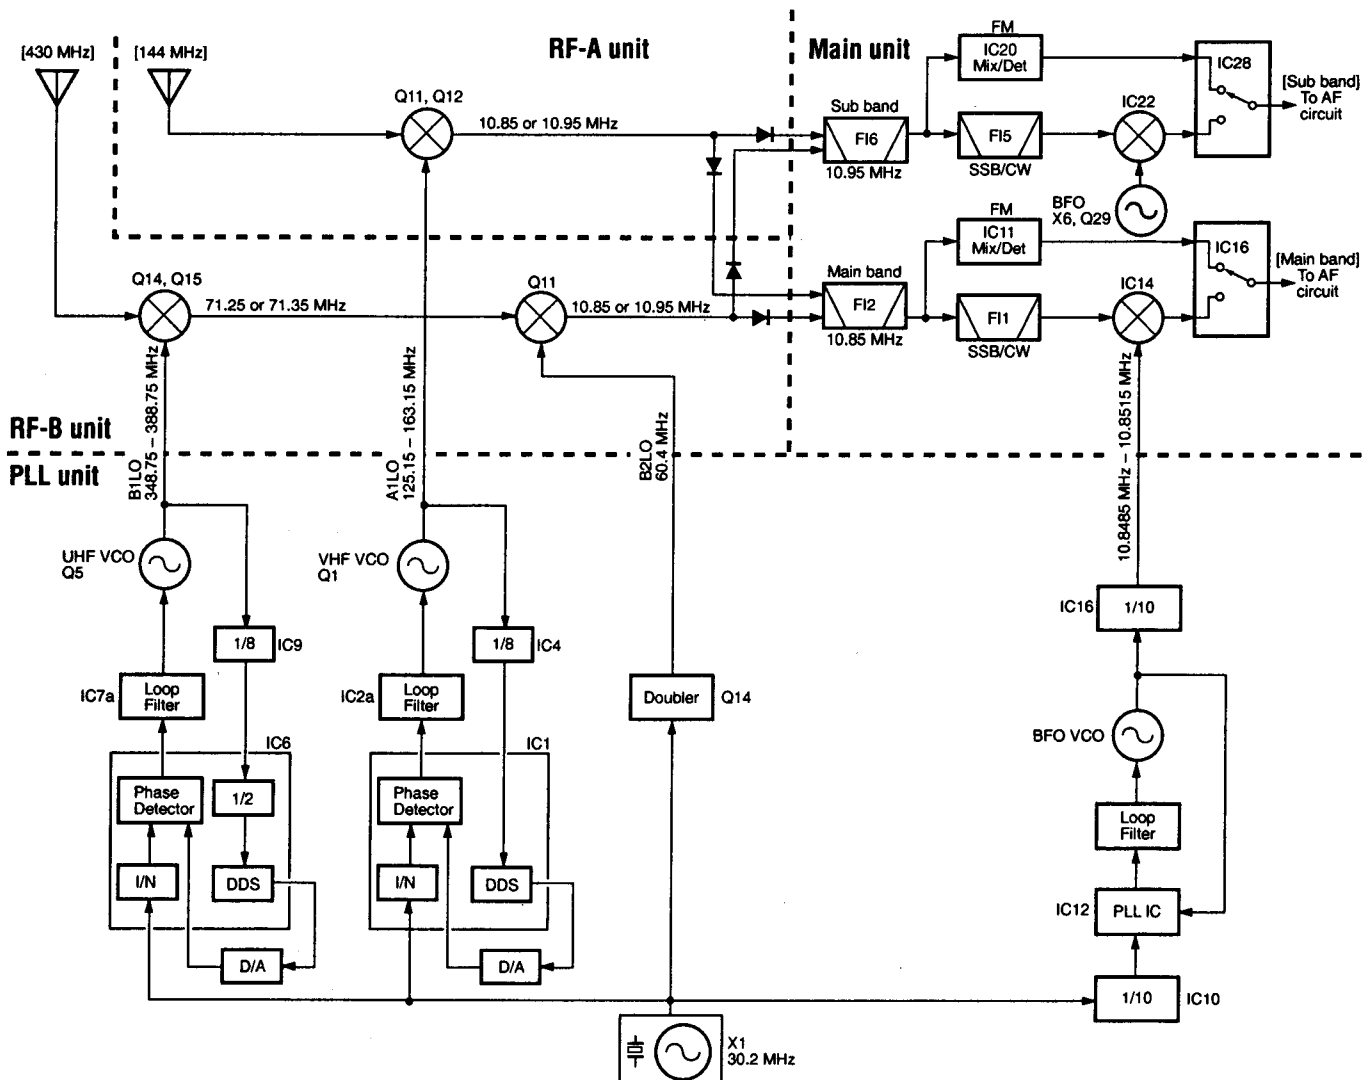 [430 MHz]
[144 MHz]
RF-A unit
Main unit
Q11, Q12
10.85 or 10.95 MHz
FM
IC20
Mix/Det
IC28
[Sub band]
To AF
circuit
Sub band
FI6
10.95 MHz
FI5
SSB/CW
IC22
BFO
X6, Q29
FM
IC11
Mix/Det
IC16
[Main band]
To AF
circuit
Q14, Q15
71.25 or 71.35 MHz
Q11
10.85 or 10.95 MHz
Main band
FI2
10.85 MHz
FI1
SSB/CW
IC14
RF-B unit
PLL unit
B1LO
348.75 – 388.75 MHz
A1LO
125.15 – 163.15 MHz
B2LO
60.4 MHz
10.8485 MHz – 10.8515 MHz
UHF VCO
Q5
VHF VCO
Q1
1/8
IC9
1/8
IC4
IC16
1/10
IC7a
Loop
Filter
IC2a
Loop
Filter
Doubler
Q14
BFO VCO
IC6
Phase
Detector
1/2
IC1
Phase
Detector
Loop
Filter
I/N
DDS
I/N
DDS
IC12
PLL IC
D/A
D/A
1/10
IC10
X1
30.2 MHz